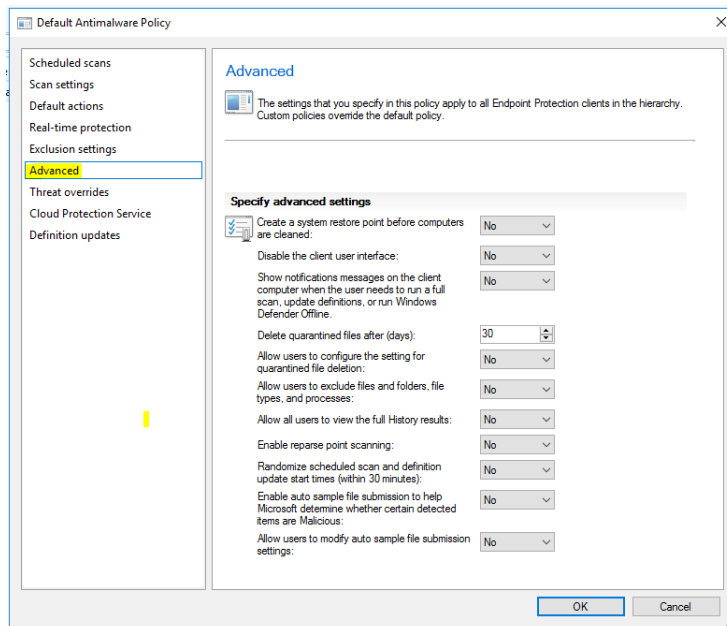 Default Antimalware Policy
Scheduled scans
Scan settings
Default actions
Real-time protection
Exclusion settings
Advanced
Threat overrides
Cloud Protection Service
Definition updates
Advanced
The settings that you specify in this policy apply to all Endpoint Protection clients in the hierarchy.
Custom policies override the default policy.
Specify advanced settings
Create a system restore point before computers
are cleaned:
No
Disable the client user interface:
No
Show notifications messages on the client
computer when the user needs to run a full
scan, update definitions, or run Windows
Defender Offline.
No
Delete quarantined files after (days):
30
Allow users to configure the setting for
quarantined file deletion:
No
Allow users to exclude files and folders, file
types, and processes:
No
Allow all users to view the full History results:
No
Enable reparse point scanning:
No
Randomize scheduled scan and definition
update start times (within 30 minutes):
No
Enable auto sample file submission to help
Microsoft determine whether certain detected
items are Malicious:
No
Allow users to modify auto sample file submission
settings:
No
OK
Cancel